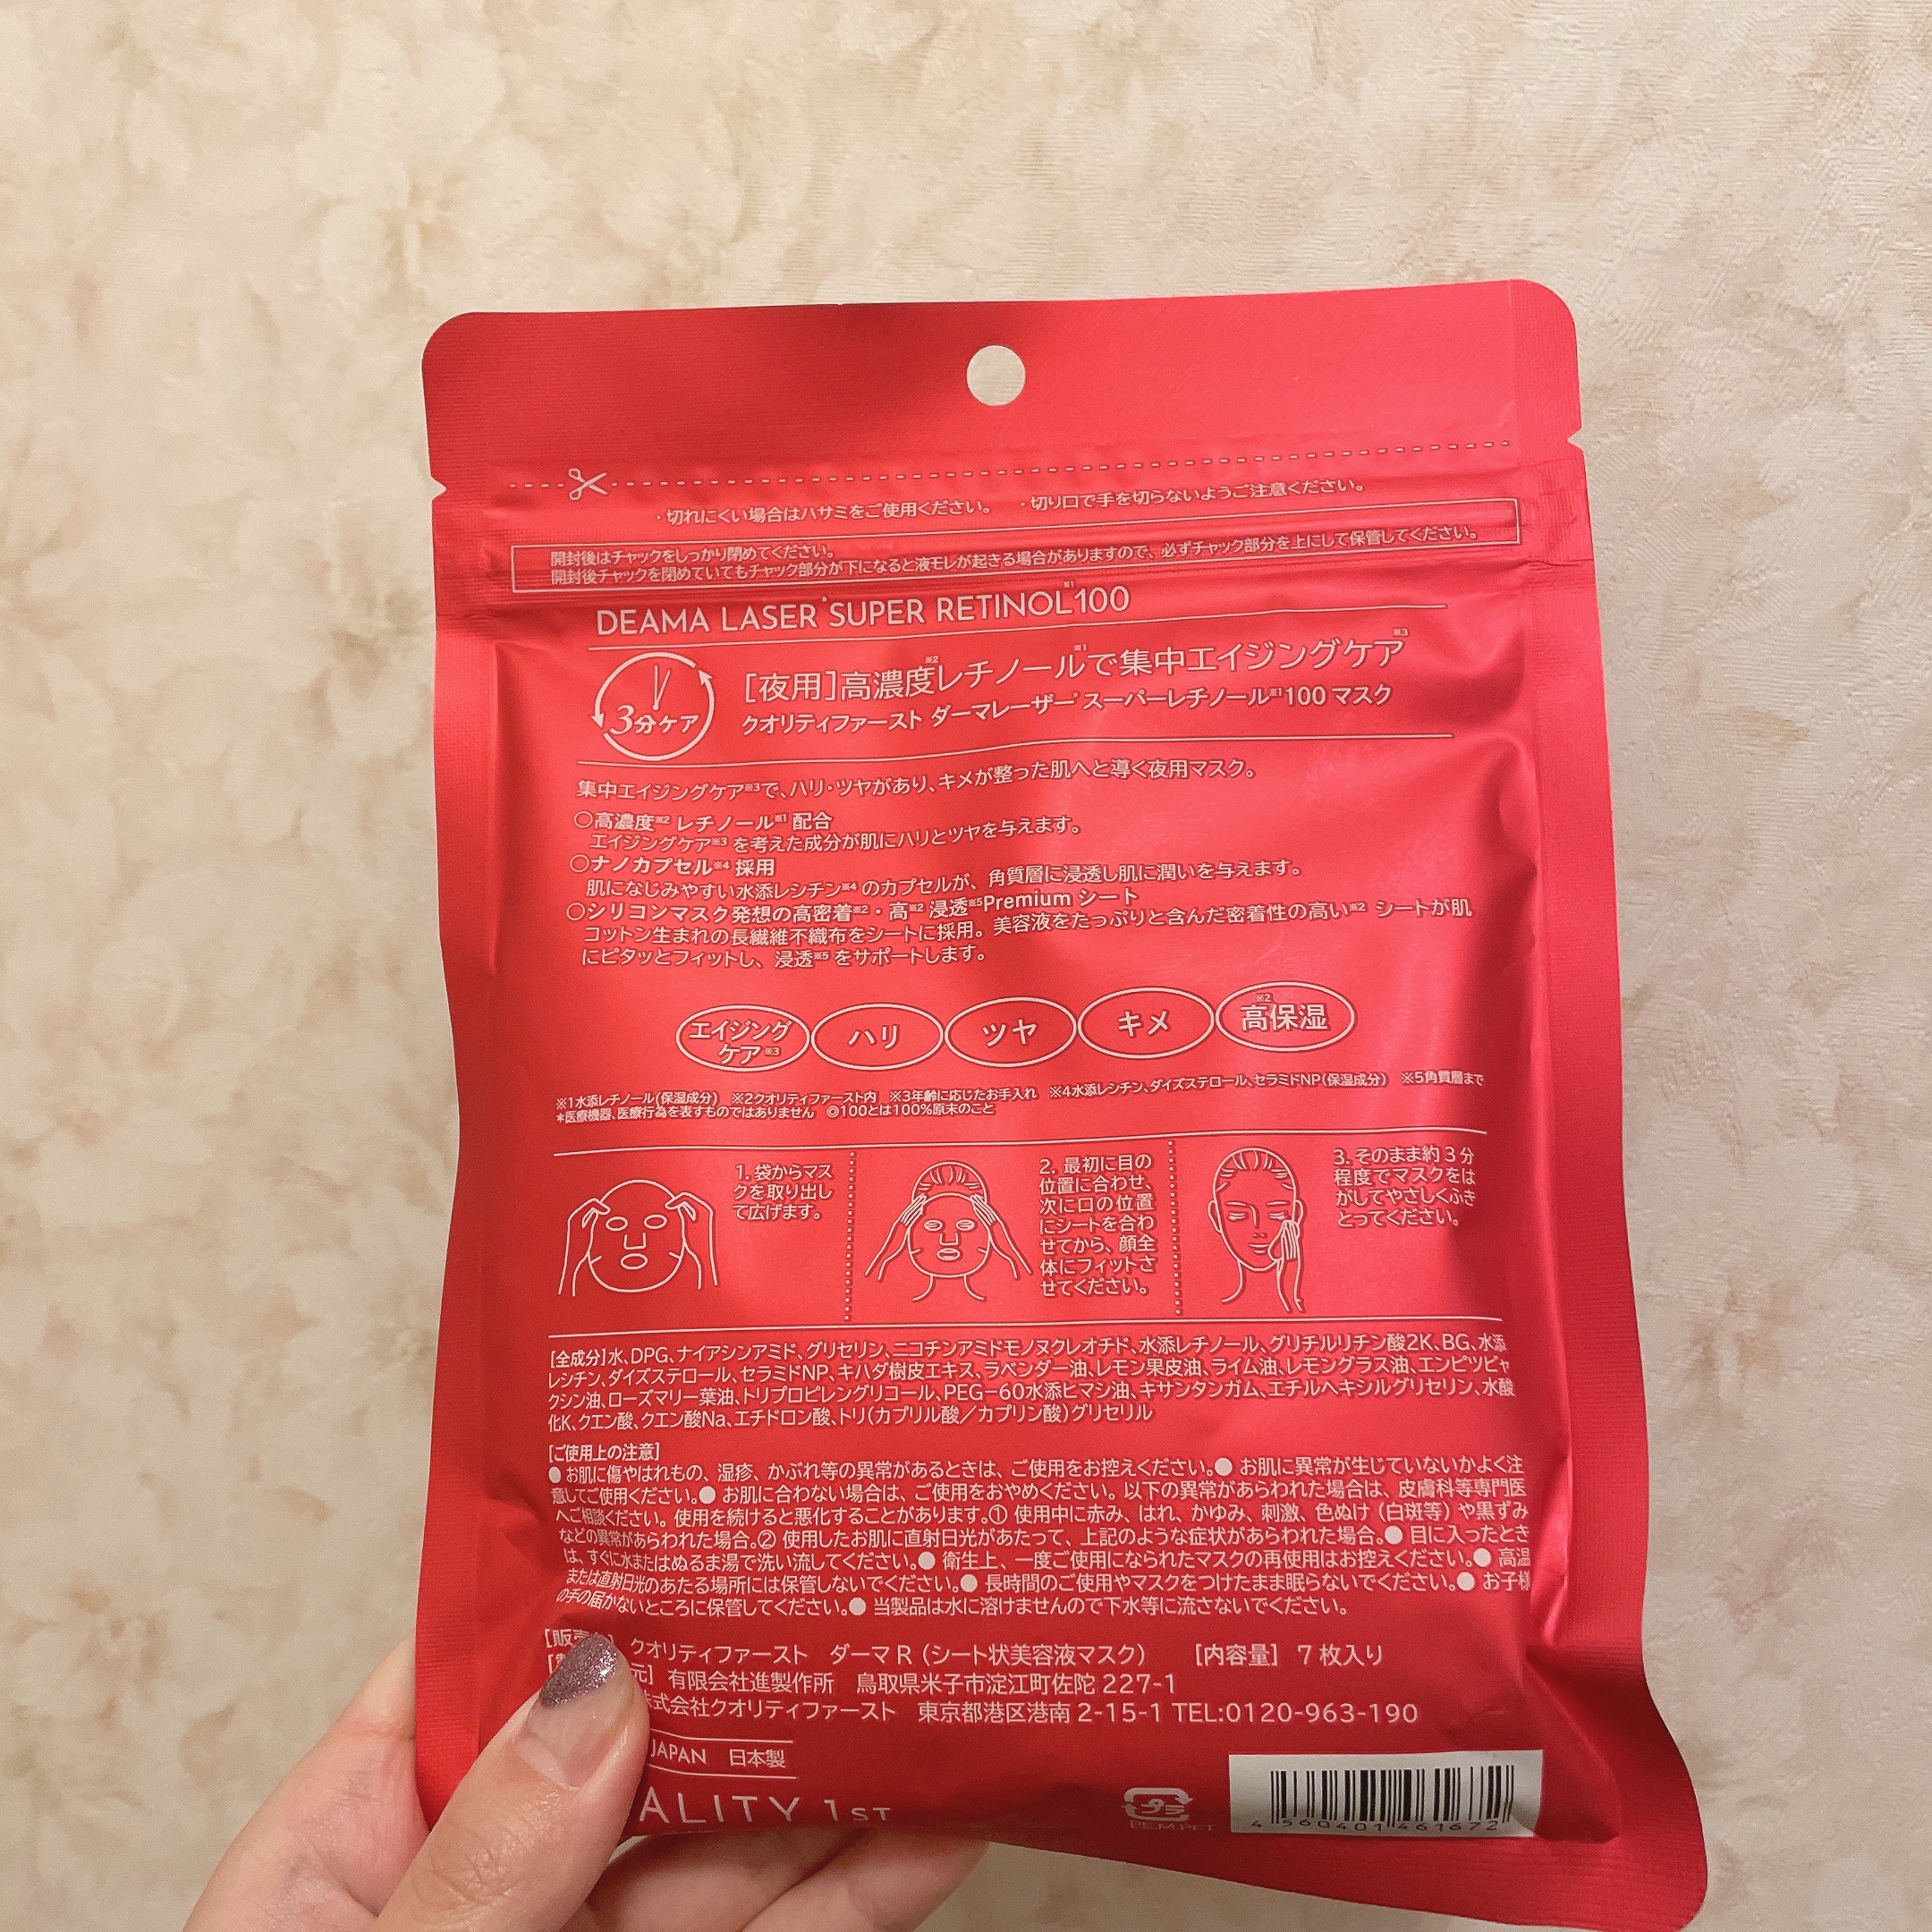 ・切れにくい場合はハサミをご使用ください。 ・切り口で手を切らないようご注意ください。
開封後はチャックをしっかり閉めてください。
開封後チャックを閉めていてもチャック部分が下になると液モレが起きる場合がありますので、必ずチャック部分を上にして保管してください。
DEAMA LASER*SUPER RETINOL※1100
3分ケア
[夜用]高濃度※2レチノール※1で集中エイジングケア※3
クオリティファースト ダーマレーザー*スーパーレチノール※1100 マスク
集中エイジングケア※3で、ハリ・ツヤがあり、キメが整った肌へと導く夜用マスク。
○高濃度※2 レチノール※1 配合
エイジングケア※3 を考えた成分が肌にハリとツヤを与えます。
○ナノカプセル※4 採用
肌になじみやすい水添レシチン※4 のカプセルが、角質層に浸透し肌に潤いを与えます。
○シリコンマスク発想の高密着※2・高※2 浸透※5Premium シート
コットン生まれの長繊維不織布をシートに採用。美容液をたっぷりと含んだ密着性の高い※2 シートが肌
にピタッとフィットし、浸透※5 をサポートします。
エイジングケア※3 ハリ ツヤ キメ 高保湿※2
※1水添レチノール(保湿成分) ※2クオリティファースト内 ※3年齢に応じたお手入れ ※4水添レシチン、ダイズステロール、セラミドNP(保湿成分) ※5角質層まで
*医療機器、医療行為を表すものではありません ◎100とは100%原末のこと
1. 袋からマス
クを取り出し
て広げます。
2. 最初に目の
位置に合わせ、
次に口の位置
にシートを合わ
せてから、顔全
体にフィットさ
せてください。
3. そのまま約3分
程度でマスクをは
がしてやさしくふき
とってください。
[全成分]水、DPG、ナイアシンアミド、グリセリン、ニコチンアミドモノヌクレオチド、水添レチノール、グリチルリチン酸2K、BG、水添
レシチン、ダイズステロール、セラミドNP、キハダ樹皮エキス、ラベンダー油、レモン果皮油、ライム油、レモングラス油、エンピツビャ
クシン油、ローズマリー葉油、トリプロピレングリコール、PEG-60水添ヒマシ油、キサンタンガム、エチルヘキシルグリセリン、水酸
化K、クエン酸、クエン酸Na、エチドロン酸、トリ(カプリル酸/カプリン酸)グリセリル
[ご使用上の注意]
●お肌に傷やはれもの、湿疹、かぶれ等の異常があるときは、ご使用をお控えください。●お肌に異常が生じていないかよく注
意してご使用ください。●お肌に合わない場合は、ご使用をおやめください。以下の異常があらわれた場合は、皮膚科等専門医
へご相談ください。使用を続けると悪化することがあります。①使用中に赤み、はれ、かゆみ、刺激、色ぬけ(白斑等)や黒ずみ
などの異常があらわれた場合。②使用したお肌に直射日光があたって、上記のような症状があらわれた場合。●目に入ったとき
は、すぐに水またはぬるま湯で洗い流してください。●衛生上、一度ご使用になられたマスクの再使用はお控えください。●高温
または直射日光のあたる場所には保管しないでください。●長時間のご使用やマスクをつけたまま眠らないでください。●お子様
の手の届かないところに保管してください。●当製品は水に溶けませんので下水等に流さないでください。
[販 クオリティファースト ダーマR(シート状美容液マスク) [内容量] 7枚入り
元] 有限会社進製作所 鳥取県米子市淀江町佐陀 227-1
式会社クオリティファースト 東京都港区港南 2-15-1 TEL:0120-963-190
JAPAN 日本製
ALITY 1ST
プラ
PE,M,PET
4 560401 461672